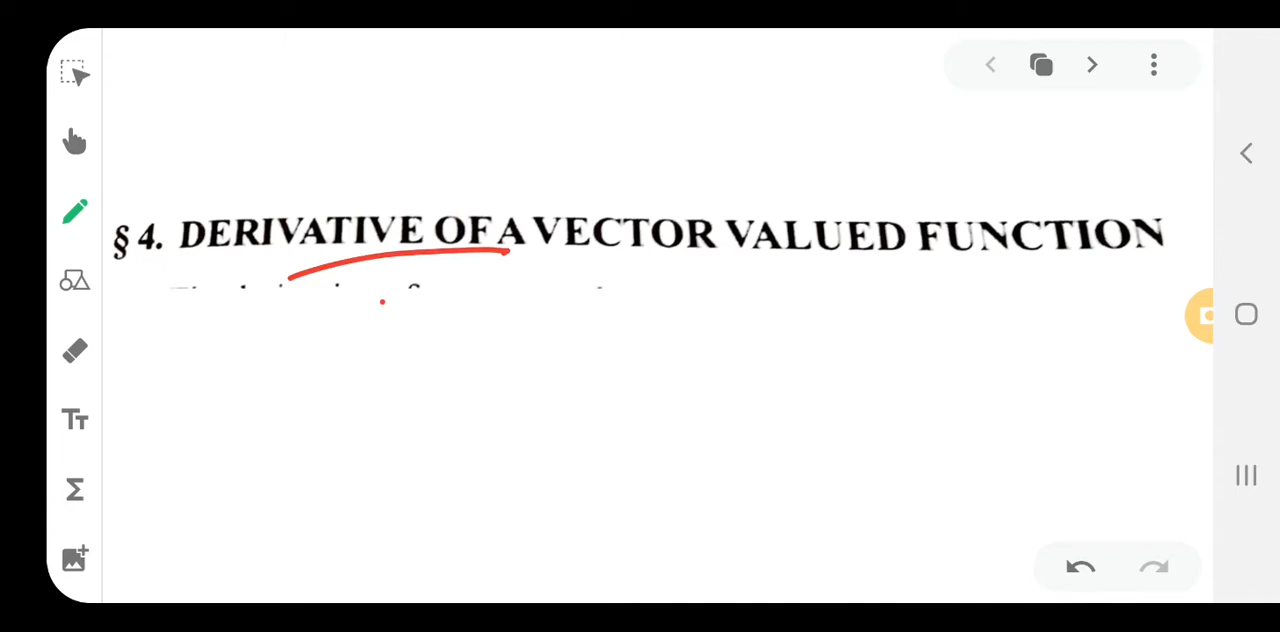 § 4. DERIVATIVE OF A VECTOR VALUED FUNCTION